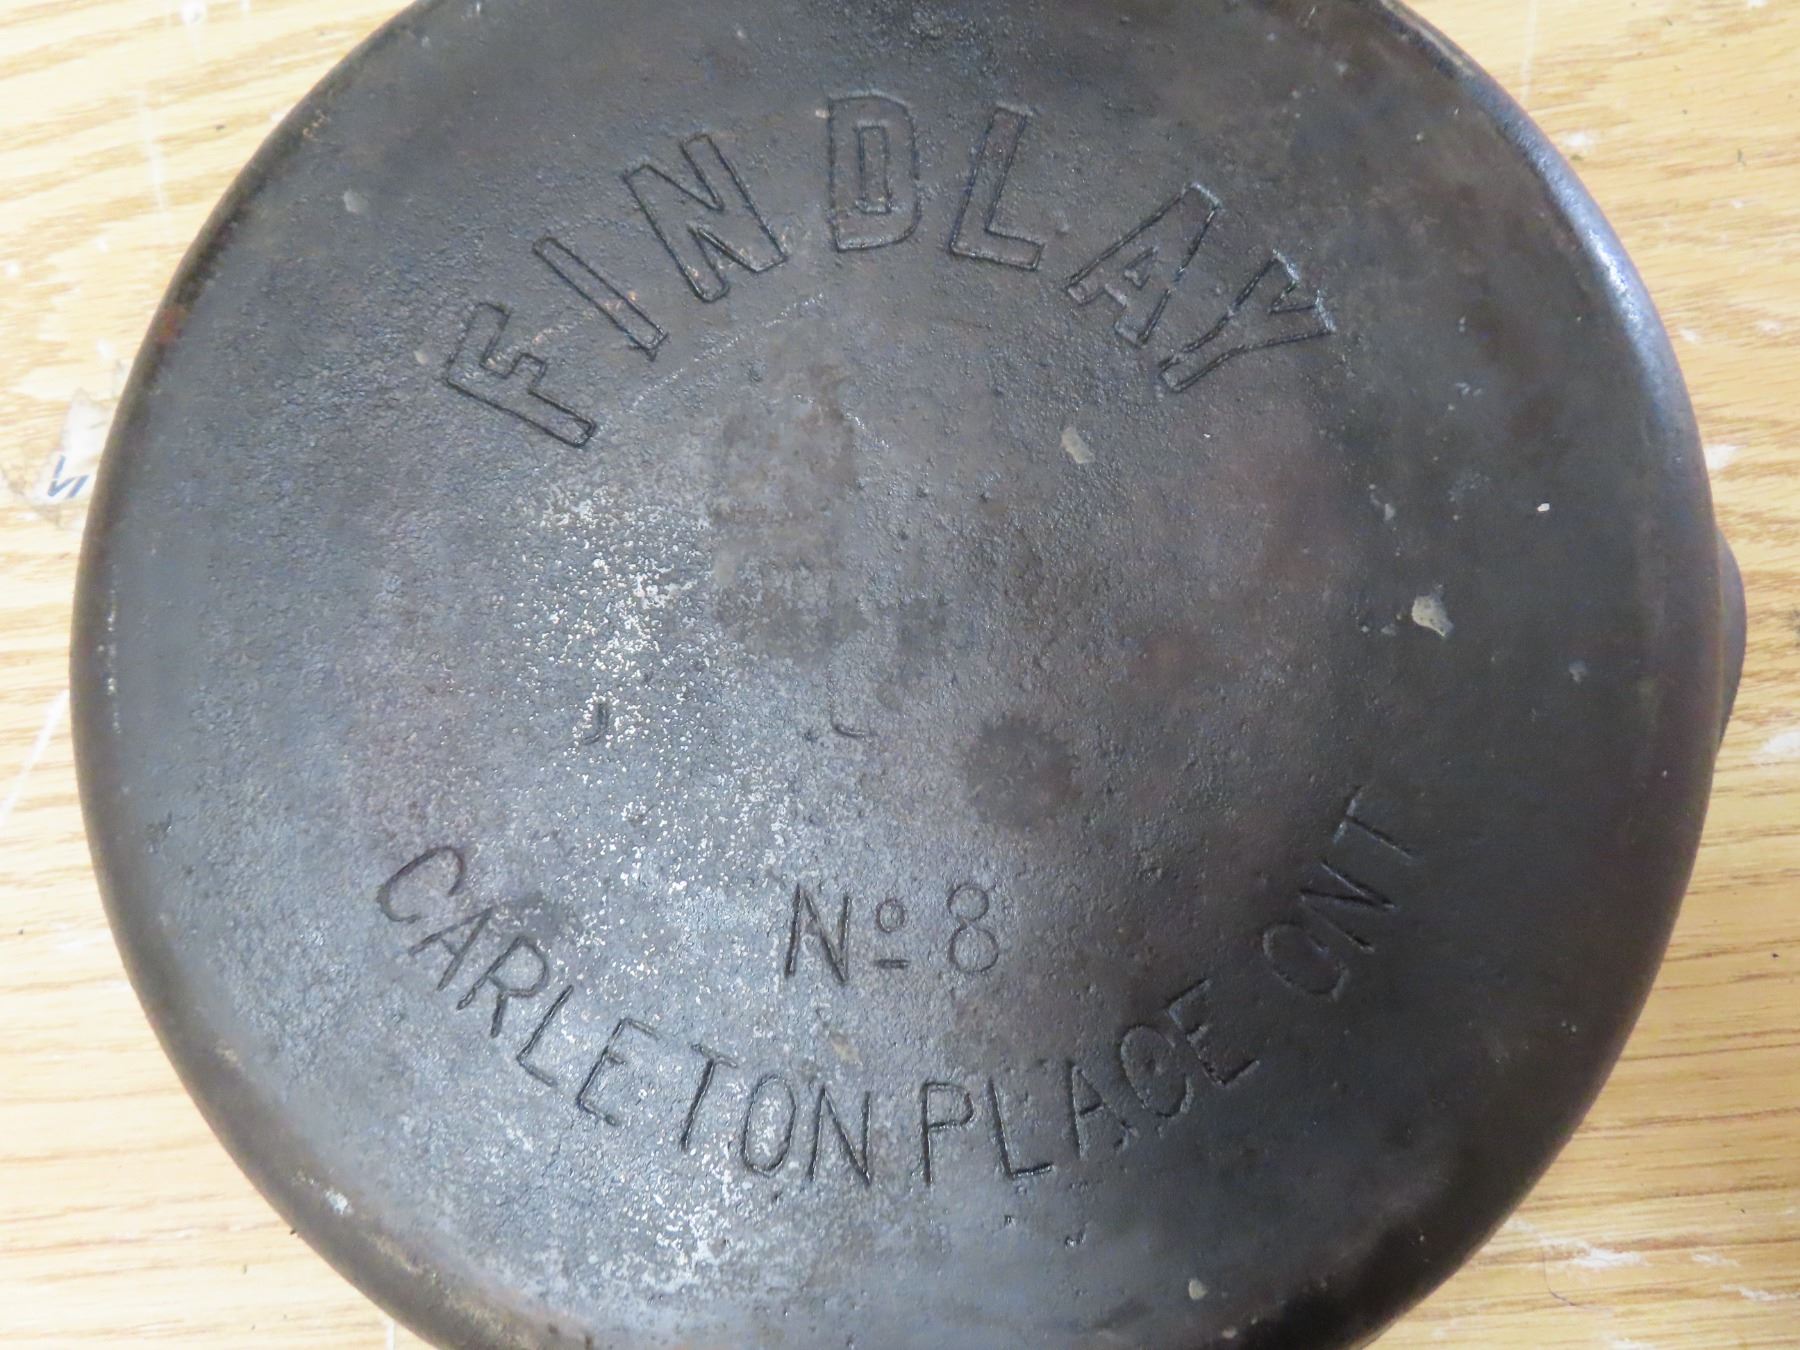 FINDLAY
No 8
CARLETON PLACE ONT